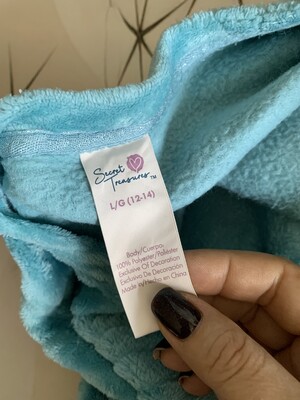 Secret
Treasures™
L/G (12-14)
Body/Cuerpo:
100% Polyester/Poliéster
Exclusive Of Decoration
Exclusivo De Decoración
Made in/Hecho en China